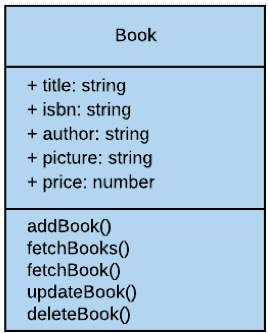 Book
+ title: string
+ isbn: string
+ author: string
+ picture: string
+ price: number
addBook()
fetchBooks()
fetchBook()
updateBook()
deleteBook()